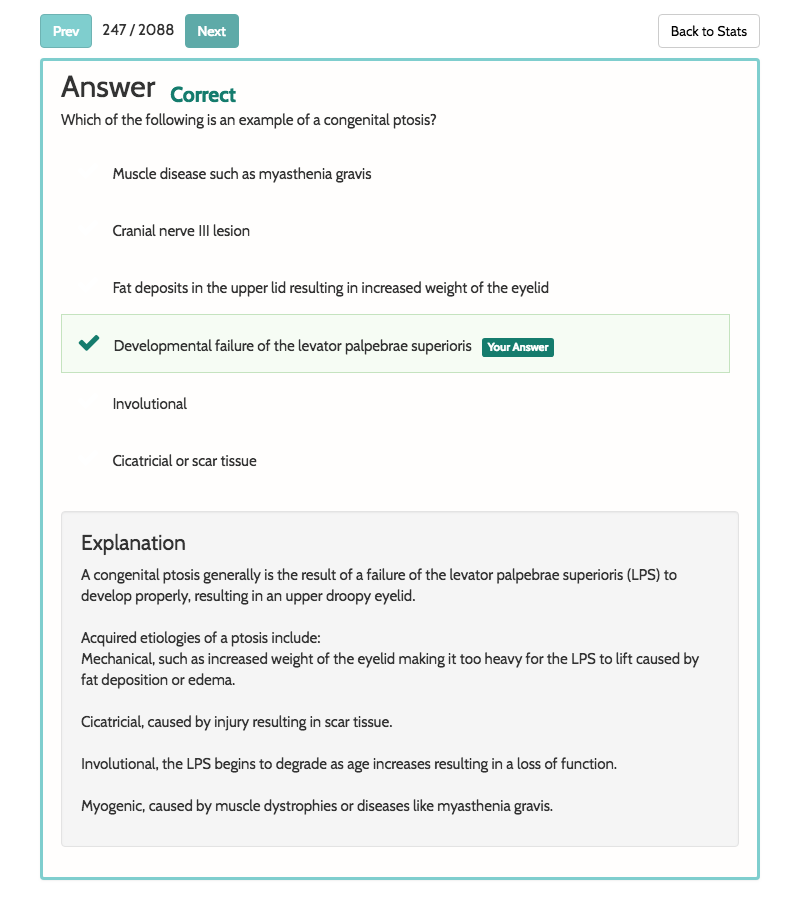 Prev 247 / 2088 Next Back to Stats
Answer Correct
Which of the following is an example of a congenital ptosis?
Muscle disease such as myasthenia gravis
Cranial nerve III lesion
Fat deposits in the upper lid resulting in increased weight of the eyelid
Developmental failure of the levator palpebrae superioris Your Answer
Involutional
Cicatricial or scar tissue
Explanation
A congenital ptosis generally is the result of a failure of the levator palpebrae superioris (LPS) to
develop properly, resulting in an upper droopy eyelid.
Acquired etiologies of a ptosis include:
Mechanical, such as increased weight of the eyelid making it too heavy for the LPS to lift caused by
fat deposition or edema.
Cicatricial, caused by injury resulting in scar tissue.
Involutional, the LPS begins to degrade as age increases resulting in a loss of function.
Myogenic, caused by muscle dystrophies or diseases like myasthenia gravis.